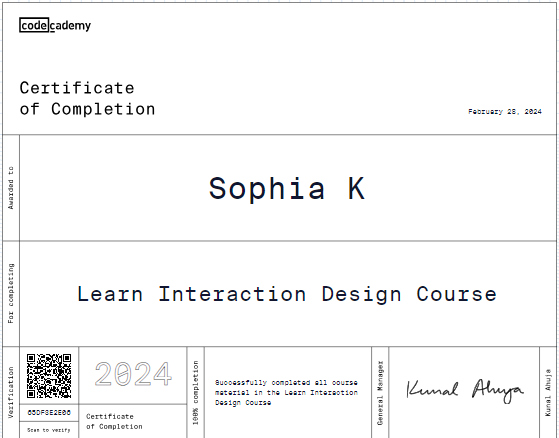 codecademy
Certificate
of Completion
February 28, 2024
Awarded to
Sophia K
For completing
Learn Interaction Design Course
Verification
Scan to verify
2024
Certificate
of Completion
100% completion
Successfully completed all course
material in the Learn Interaction
Design Course
General Manager
Kunal Ahuja
Kunal Ahuja